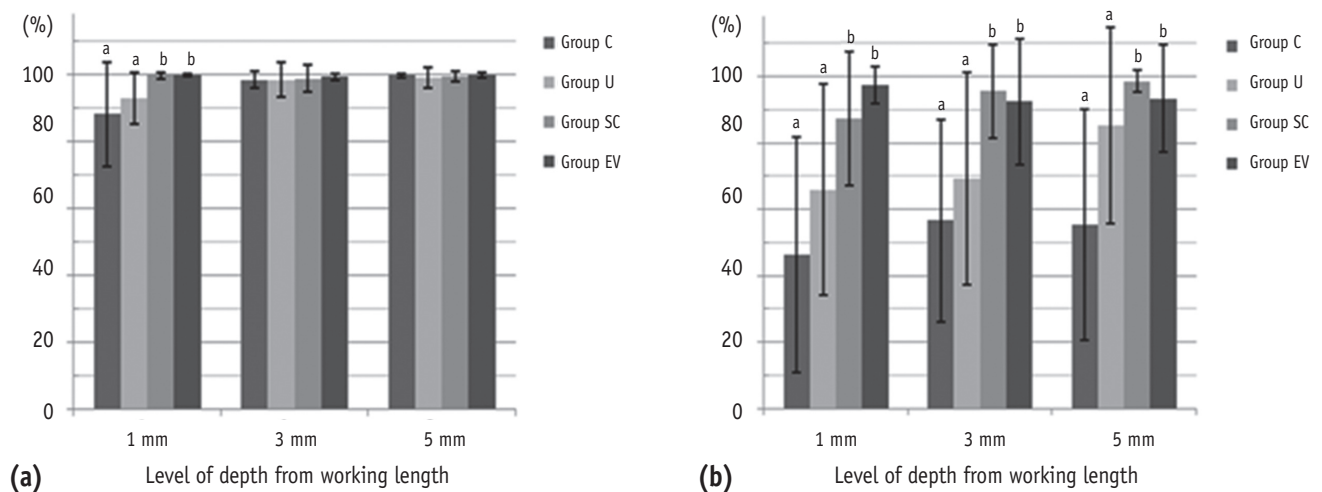 (%)
a
a
b
b
100
80
60
40
20
0
1 mm
3 mm
5 mm
Group C
Group U
Group SC
Group EV
(a)
Level of depth from working length
(%)
a
a
b
b
a
a
b
b
a
a
b
b
100
80
60
40
20
0
1 mm
3 mm
5 mm
Group C
Group U
Group SC
Group EV
(b)
Level of depth from working length